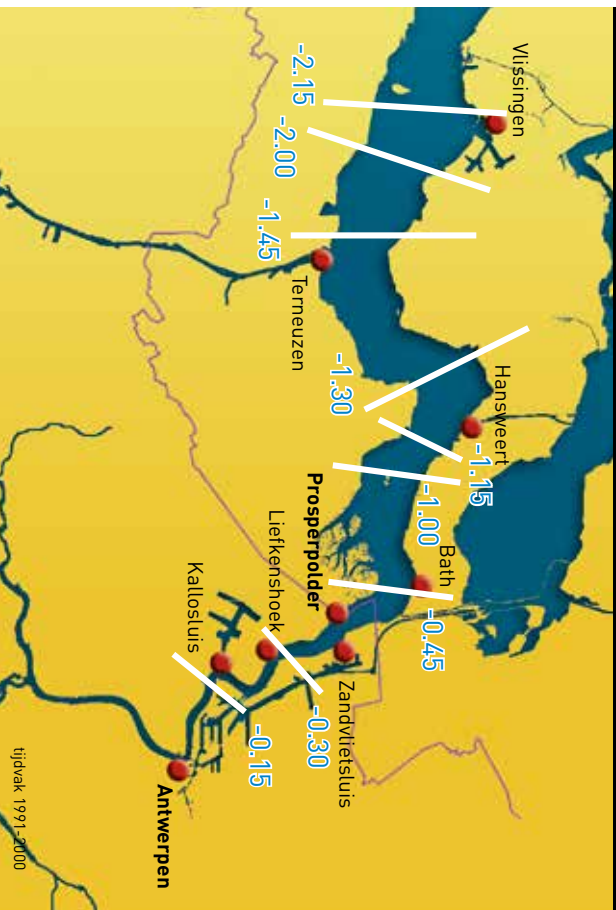 Vlissingen
-2.15
-2.00
-1.45
Terneuzen
-1.30
Hansweert
-1.15
-1.00
Bath
-0.45
Prosperpolder
Liefkenshoek
Zandvlietsluis
-0.30
Kallosluis
-0.15
Antwerpen
tijdvak 1991-2000